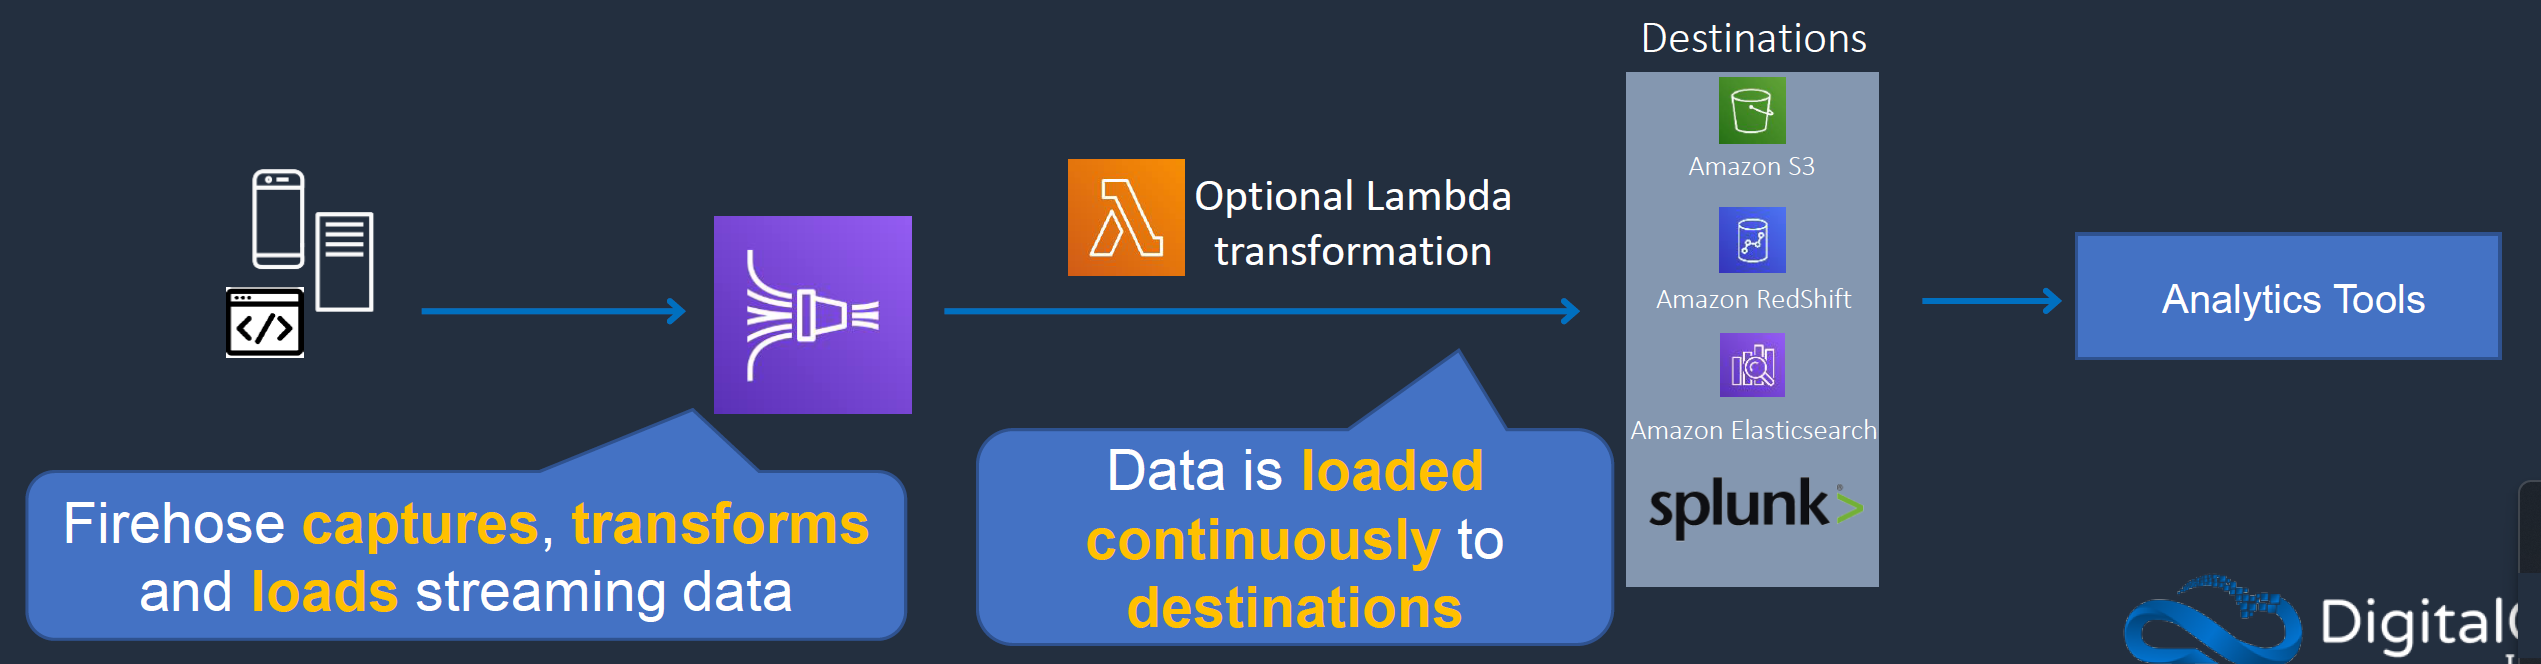 Destinations
Amazon S3
Optional Lambda
transformation
Amazon RedShift
Analytics Tools
</>
Amazon Elasticsearch
splunk>
Firehose captures, transforms
and loads streaming data
Data is loaded
continuously to
destinations
Digital